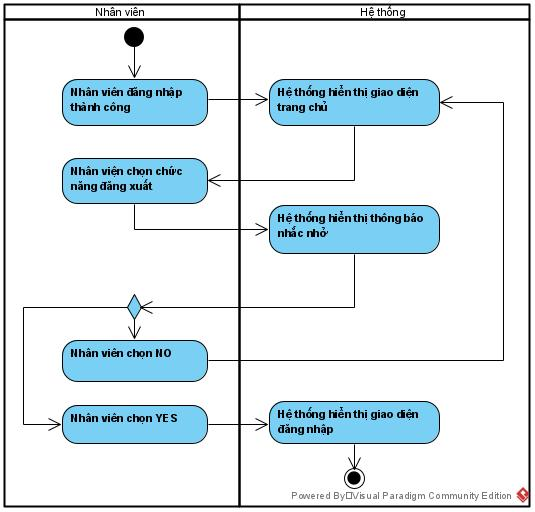 Nhân viên
Hệ thống
Nhân viên đăng nhập
thành công
Hệ thống hiển thị giao diện
trang chủ
Nhân viên chọn chức
năng đăng xuất
Hệ thống hiển thị thông báo
nhắc nhở
Nhân viên chọn NO
Nhân viên chọn YES
Hệ thống hiển thị giao diện
đăng nhập
Powered By Visual Paradigm Community Edition